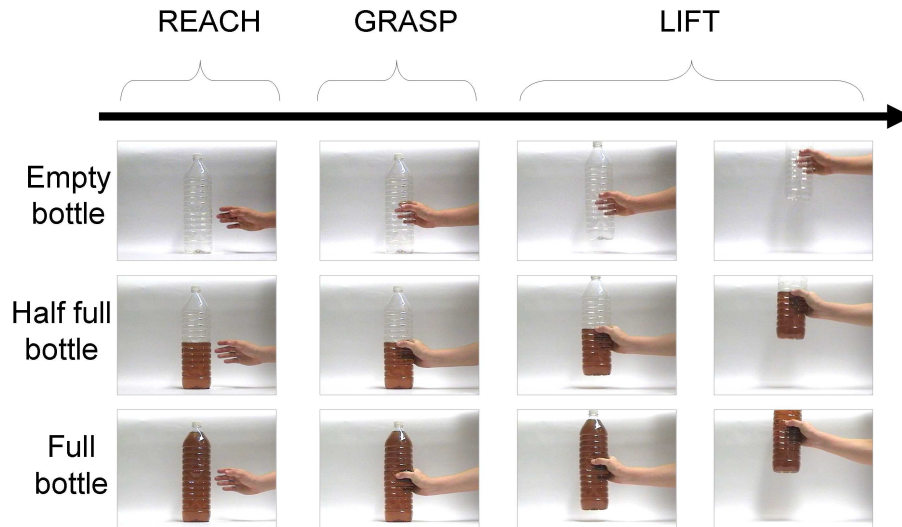 REACH GRASP LIFT
Empty
bottle
Half full
bottle
Full
bottle